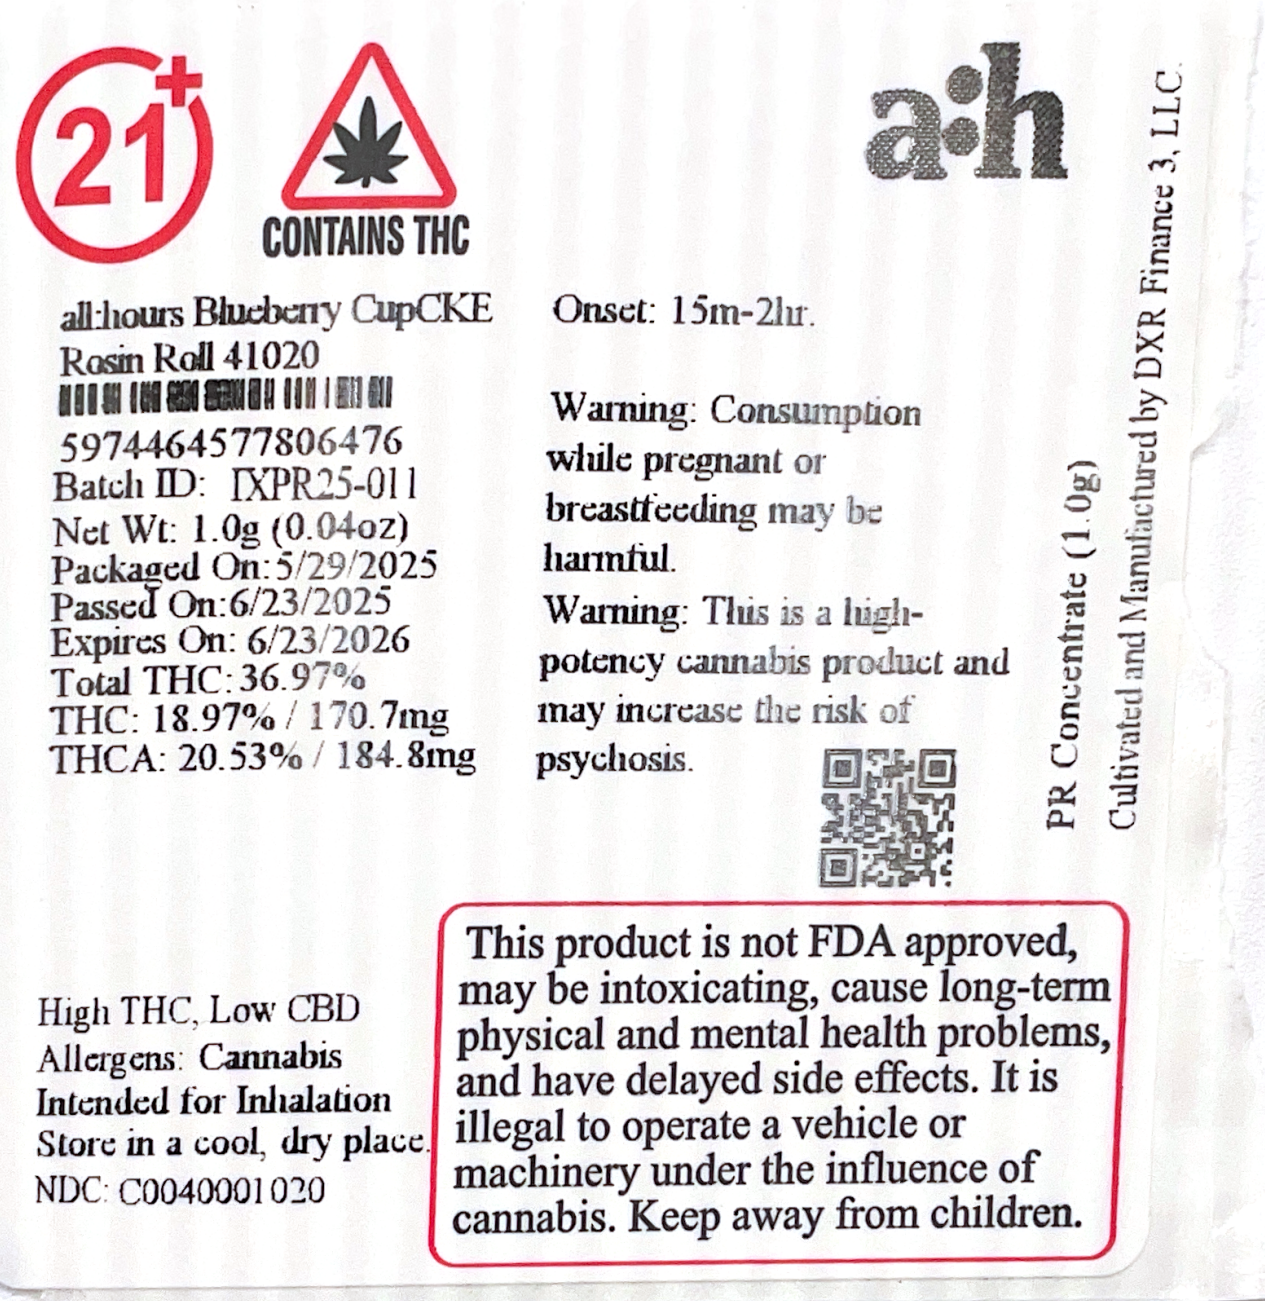 21+
CONTAINS THC
a:h
all:hours Blueberry CupCKE
Rosin Roll 41020
5974464577806476
Batch ID: IXPR25-011
Net Wt: 1.0g (0.04oz)
Packaged On:5/29/2025
Passed On:6/23/2025
Expires On: 6/23/2026
Total THC:36.97%
THC: 18.97% / 170.7mg
THCA: 20.53% / 184.8mg
Onset: 15m-2hr.
Warning: Consumption
while pregnant or
breastfeeding may be
harmful.
Warning: This is a high-
potency cannabis product and
may increase the risk of
psychosis.
PR Concentrate (1.0g)
Cultivated and Manufactured by DXR Finance 3, LLC.
High THC, Low CBD
Allergens: Cannabis
Intended for Inhalation
Store in a cool, dry place.
NDC: C0040001020
This product is not FDA approved,
may be intoxicating, cause long-term
physical and mental health problems,
and have delayed side effects. It is
illegal to operate a vehicle or
machinery under the influence of
cannabis. Keep away from children.